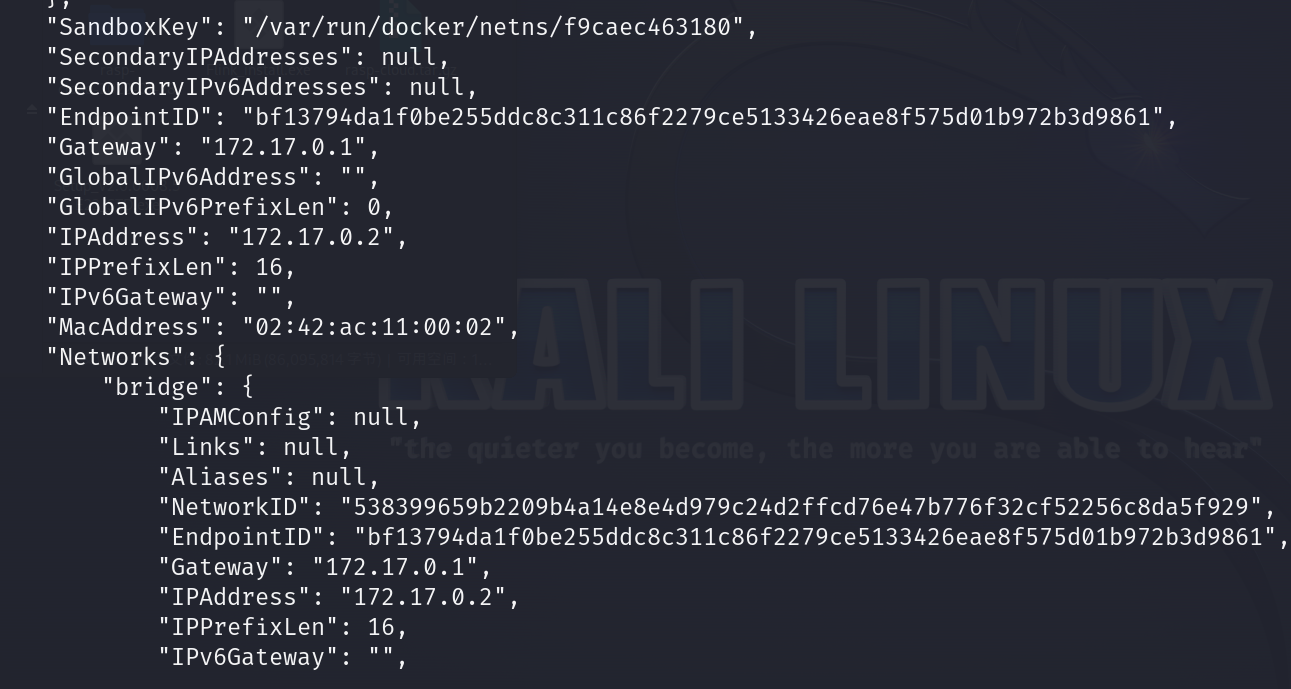 },
"SandboxKey": "/var/run/docker/netns/f9caec463180",
"SecondaryIPAddresses": null,
"SecondaryIPv6Addresses": null,
"EndpointID": "bf13794da1f0be255ddc8c311c86f2279ce5133426eae8f575d01b972b3d9861",
"Gateway": "172.17.0.1",
"GlobalIPv6Address": "",
"GlobalIPv6PrefixLen": 0,
"IPAddress": "172.17.0.2",
"IPPrefixLen": 16,
"IPv6Gateway": "",
"MacAddress": "02:42:ac:11:00:02",
"Networks": {
"bridge": {
"IPAMConfig": null,
"Links": null,
"Aliases": null,
"NetworkID": "538399659b2209b4a14e8e4d979c24d2ffcd76e47b776f32cf52256c8da5f929",
"EndpointID": "bf13794da1f0be255ddc8c311c86f2279ce5133426eae8f575d01b972b3d9861",
"Gateway": "172.17.0.1",
"IPAddress": "172.17.0.2",
"IPPrefixLen": 16,
"IPv6Gateway": "",
KALI LINUX
"the quieter you become, the more you are able to hear"